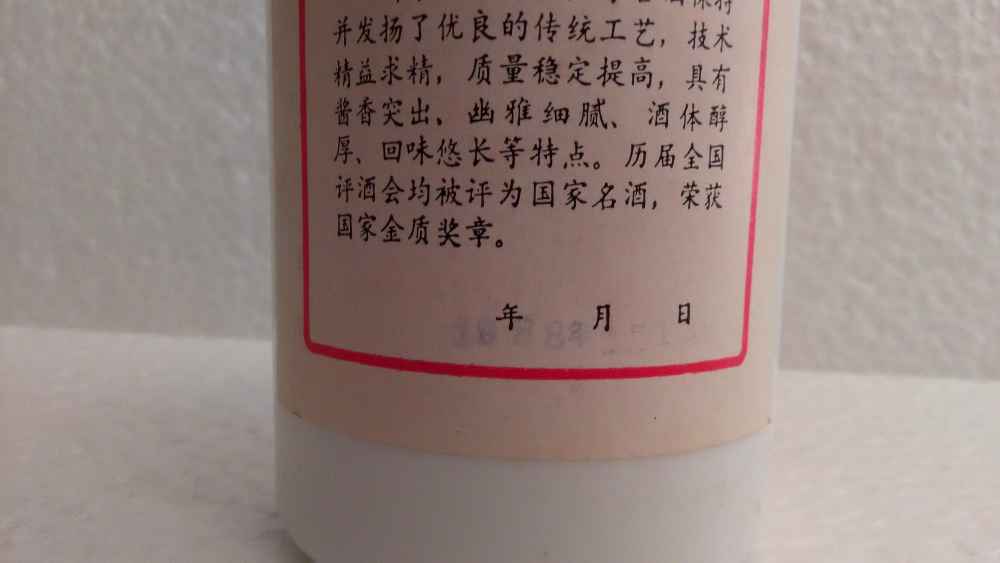 保持
并发扬了优良的传统工艺，技术
精益求精，质量稳定提高，具有
酱香突出，幽雅细腻、酒体醇
厚、回味悠长等特点。历届全国
评酒会均被评为国家名酒，荣获
国家金质奖章。
年 月 日